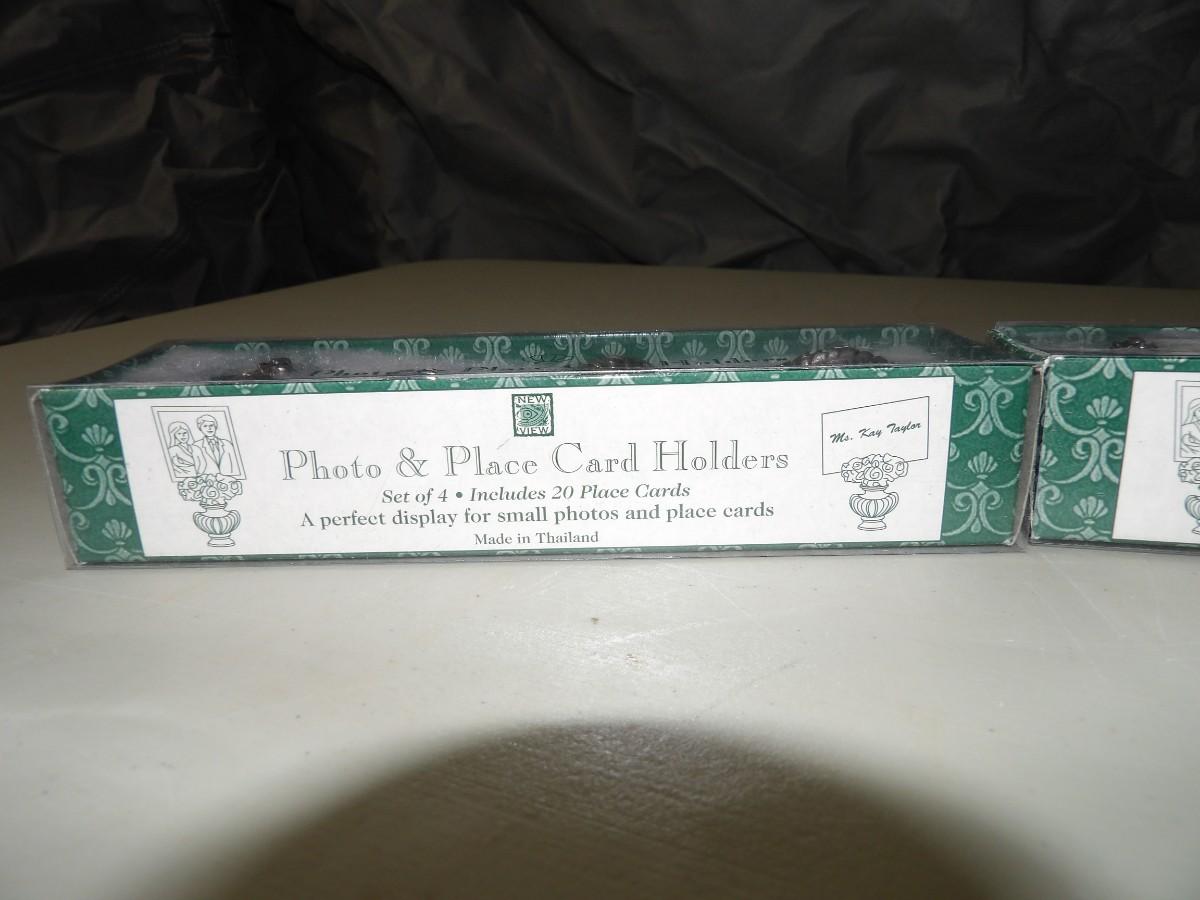 NEW
VIEW
Photo & Place Card Holders
Set of 4 • Includes 20 Place Cards
A perfect display for small photos and place cards
Made in Thailand
Ms. Kay Taylor